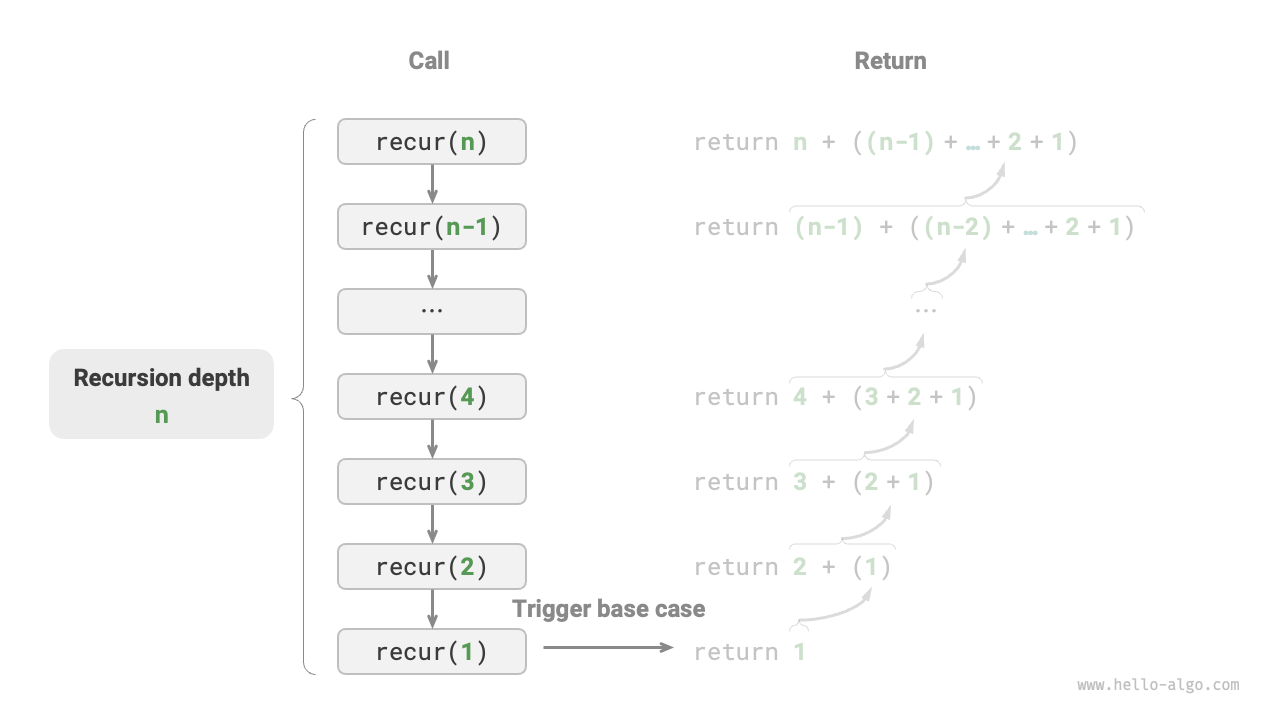 Call
Return
recur(n)
return n + ((n-1) + … + 2 + 1)
recur(n-1)
return (n-1) + ((n-2) + … + 2 + 1)
…
…
Recursion depth
n
recur(4)
return 4 + (3 + 2 + 1)
recur(3)
return 3 + (2 + 1)
recur(2)
return 2 + (1)
Trigger base case
recur(1)
return 1
www.hello-algo.com